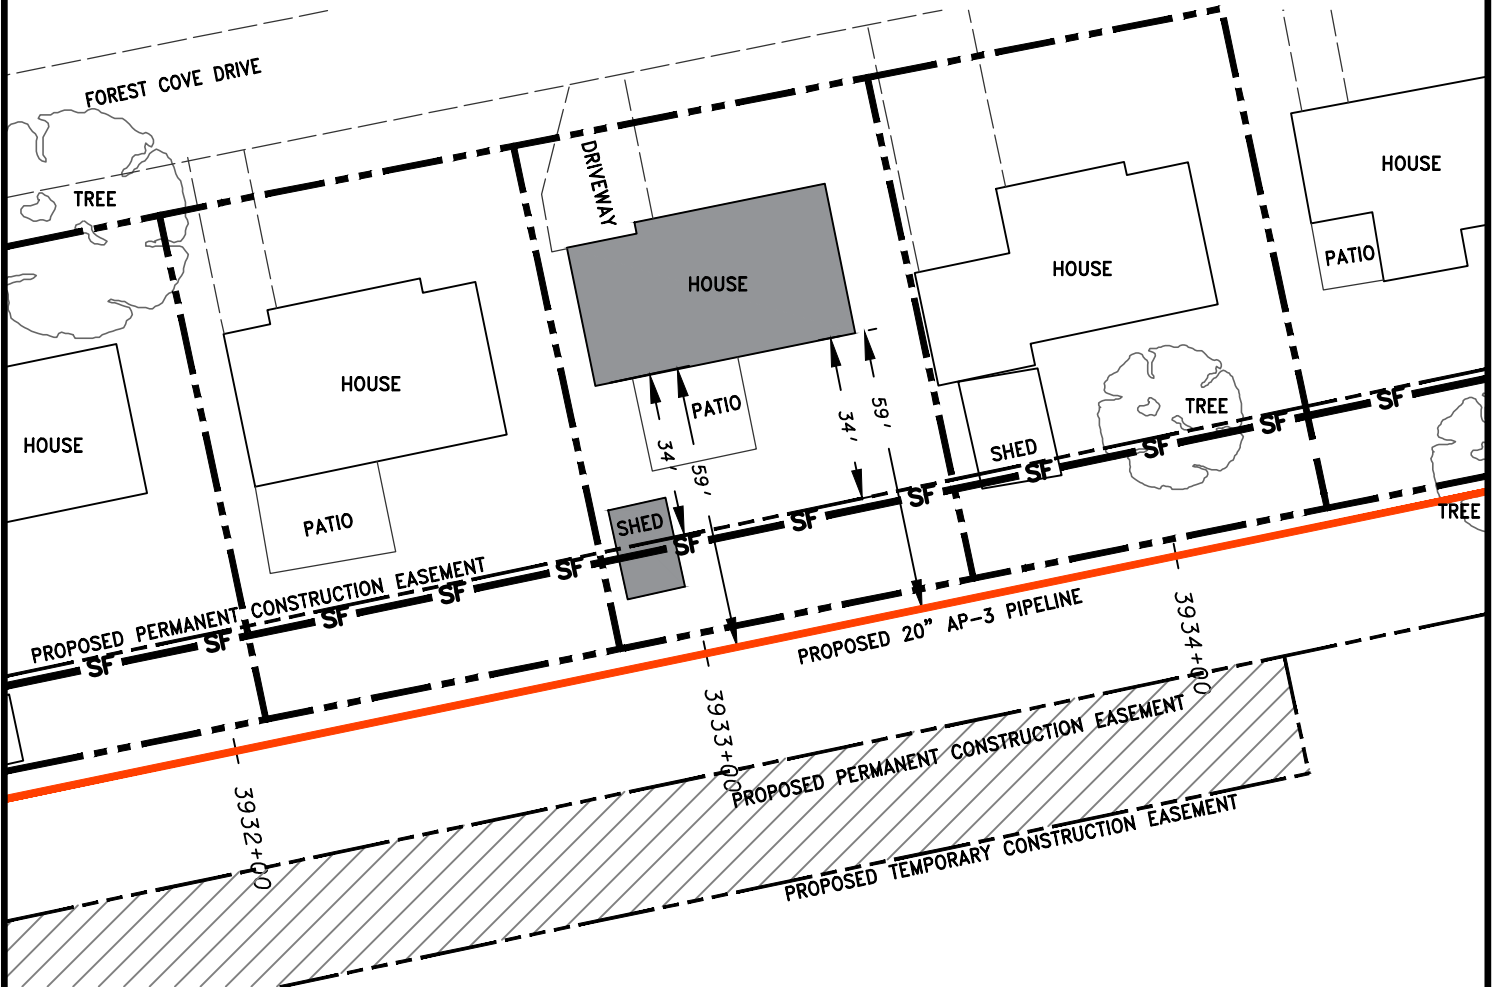 FOREST COVE DRIVE
TREE
DRIVEWAY
HOUSE
HOUSE
HOUSE
HOUSE
HOUSE
PATIO
PATIO
PATIO
34'
59'
34'
59'
SHED
SHED
TREE
TREE
PROPOSED PERMANENT CONSTRUCTION EASEMENT
SF
SF
SF
SF
SF
SF
SF
SF
SF
SF
SF
SF
PROPOSED 20" AP-3 PIPELINE
3932+00
3933+00
3934+00
PROPOSED PERMANENT CONSTRUCTION EASEMENT
PROPOSED TEMPORARY CONSTRUCTION EASEMENT